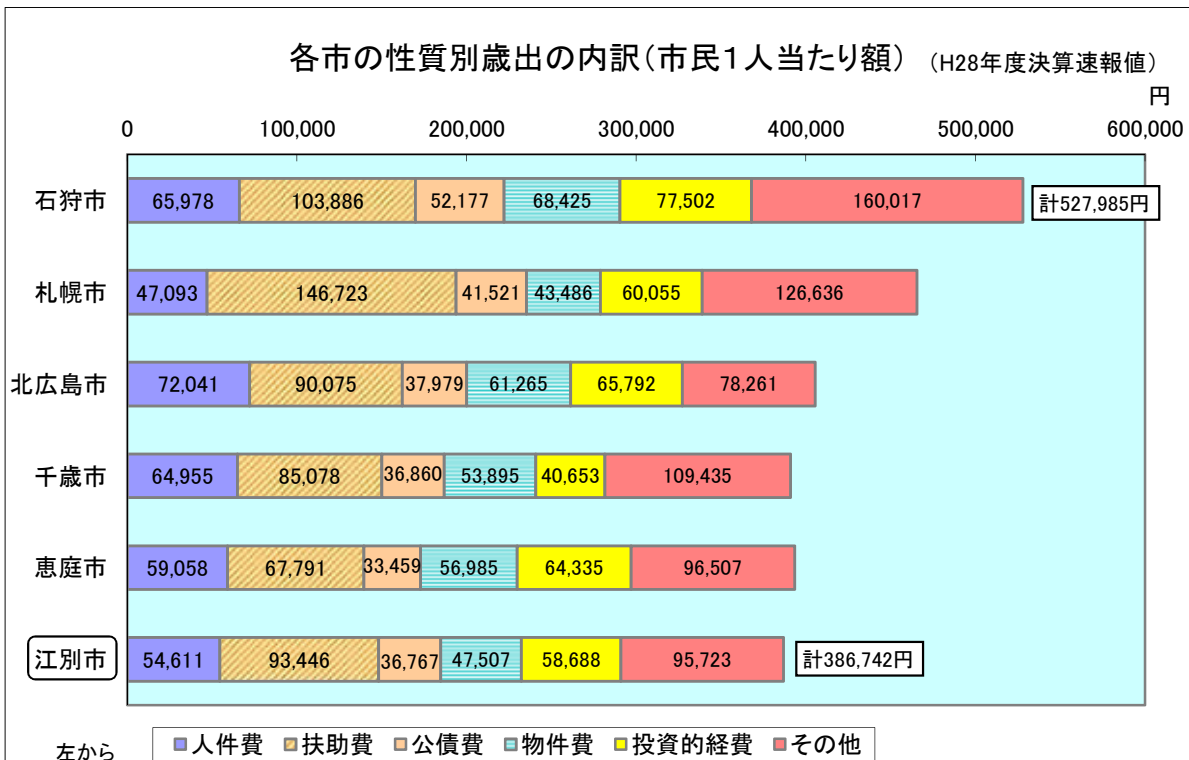 各市の性質別歳出の内訳(市民1人当たり額) (H28年度決算速報値)
円
0 100,000 200,000 300,000 400,000 500,000 600,000
石狩市 65,978 103,886 52,177 68,425 77,502 160,017 計527,985円
札幌市 47,093 146,723 41,521 43,486 60,055 126,636
北広島市 72,041 90,075 37,979 61,265 65,792 78,261
千歳市 64,955 85,078 36,860 53,895 40,653 109,435
恵庭市 59,058 67,791 33,459 56,985 64,335 96,507
江別市 54,611 93,446 36,767 47,507 58,688 95,723 計386,742円
左から 人件費 扶助費 公債費 物件費 投資的経費 その他